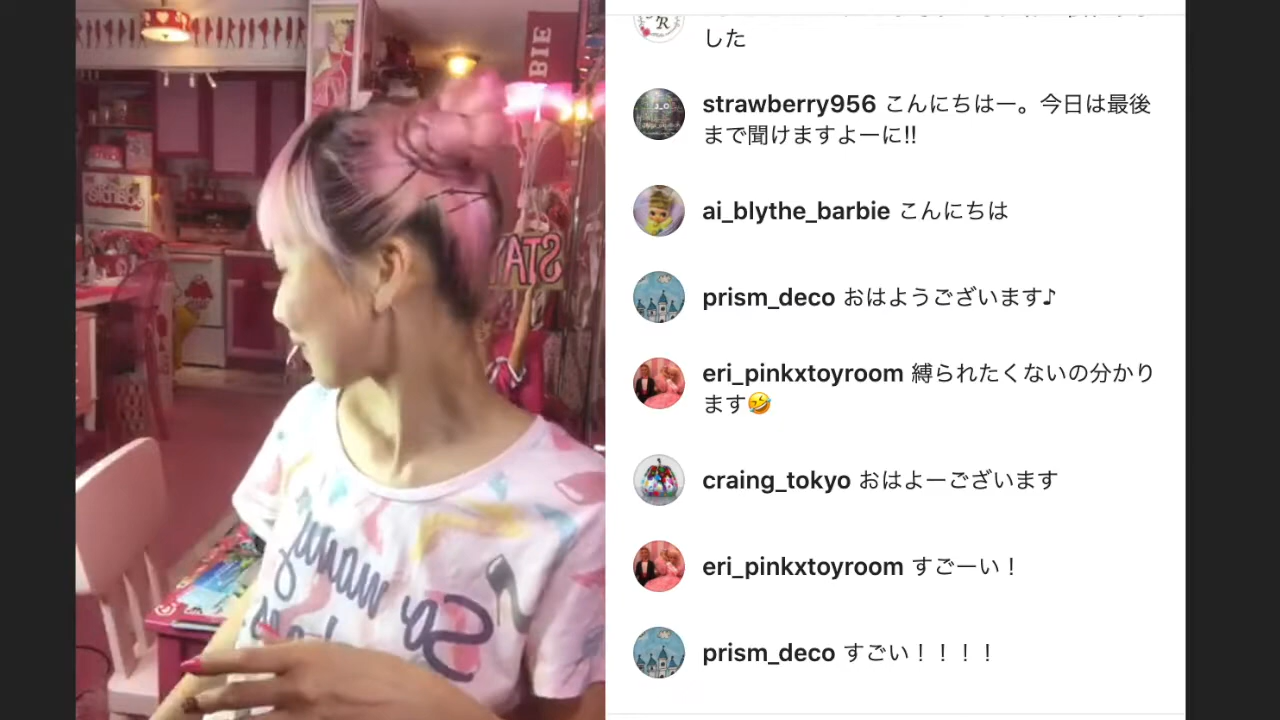 BIE
STA
So many
R
した
strawberry956 こんにちはー。今日は最後
まで聞けますよーに!!
ai_blythe_barbie こんにちは
prism_deco おはようございます♪
eri_pinkxtoyroom 縛られたくないの分かり
ます🤣
craing_tokyo おはよーございます
eri_pinkxtoyroom すごーい！
prism_deco すごい！！！！